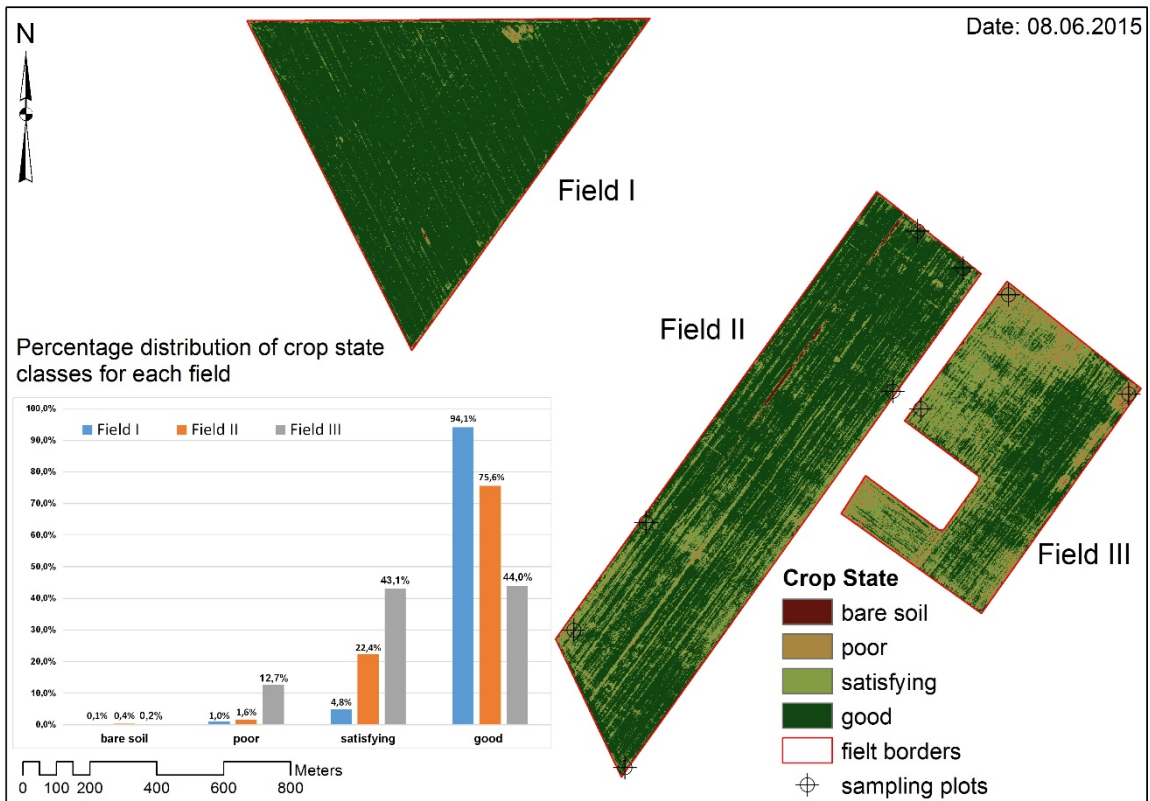 N
Date: 08.06.2015
Field I
Field II
Field III
Percentage distribution of crop state
classes for each field
Field I Field II Field III
100,0%
90,0%
80,0%
70,0%
60,0%
50,0%
40,0%
30,0%
20,0%
10,0%
0,0%
0,1% 0,4% 0,2%
1,0% 1,6% 12,7%
4,8% 22,4% 43,1%
94,1% 75,6% 44,0%
bare soil poor satisfying good
Meters
0 100 200 400 600 800
Crop State
bare soil
poor
satisfying
good
fielt borders
sampling plots